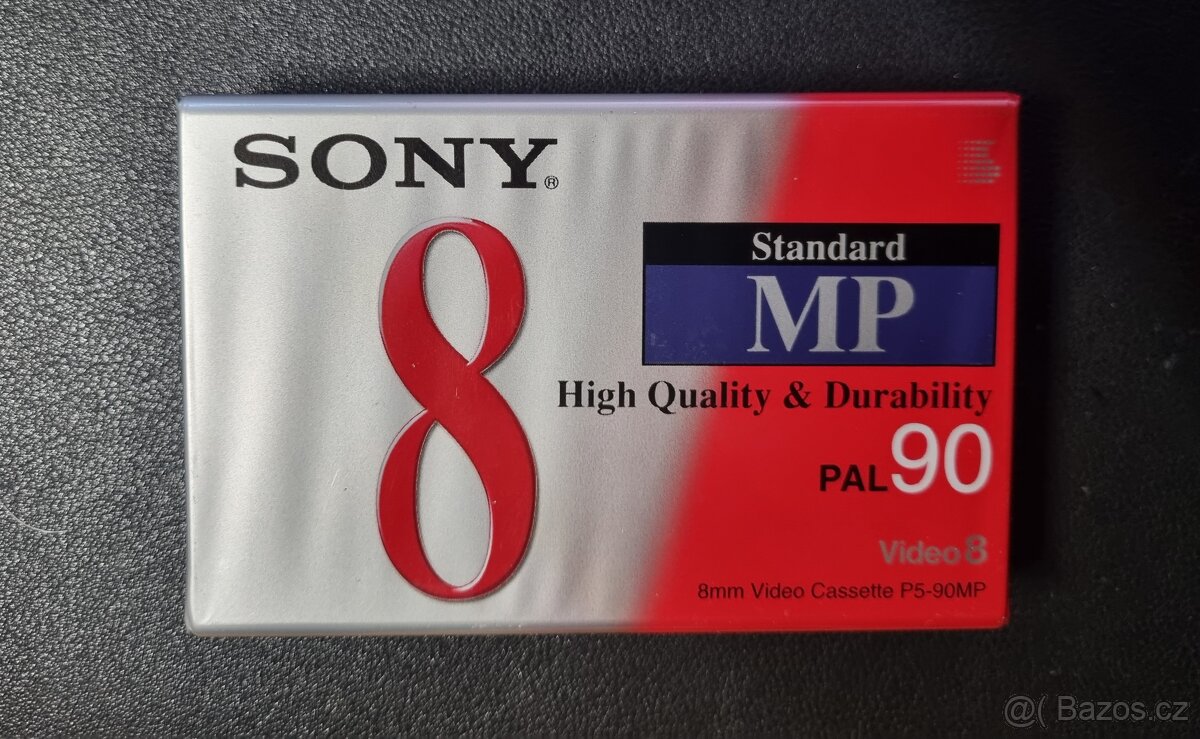 SONY®
8
Standard
MP
High Quality & Durability
PAL 90
Video 8
8mm Video Cassette P5-90MP
@( Bazos.cz